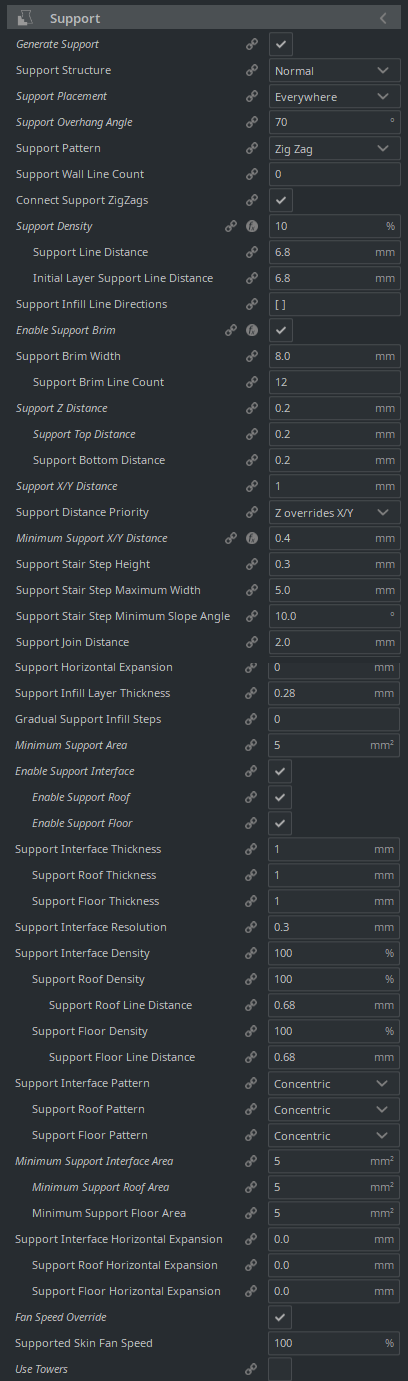 Support
Generate Support
Support Structure Normal
Support Placement Everywhere
Support Overhang Angle 70 °
Support Pattern Zig Zag
Support Wall Line Count 0
Connect Support ZigZags
Support Density 10 %
Support Line Distance 6.8 mm
Initial Layer Support Line Distance 6.8 mm
Support Infill Line Directions [ ]
Enable Support Brim
Support Brim Width 8.0 mm
Support Brim Line Count 12
Support Z Distance 0.2 mm
Support Top Distance 0.2 mm
Support Bottom Distance 0.2 mm
Support X/Y Distance 1 mm
Support Distance Priority Z overrides X/Y
Minimum Support X/Y Distance 0.4 mm
Support Stair Step Height 0.3 mm
Support Stair Step Maximum Width 5.0 mm
Support Stair Step Minimum Slope Angle 10.0 °
Support Join Distance 2.0 mm
Support Horizontal Expansion 0 mm
Support Infill Layer Thickness 0.28 mm
Gradual Support Infill Steps 0
Minimum Support Area 5 mm²
Enable Support Interface
Enable Support Roof
Enable Support Floor
Support Interface Thickness 1 mm
Support Roof Thickness 1 mm
Support Floor Thickness 1 mm
Support Interface Resolution 0.3 mm
Support Interface Density 100 %
Support Roof Density 100 %
Support Roof Line Distance 0.68 mm
Support Floor Density 100 %
Support Floor Line Distance 0.68 mm
Support Interface Pattern Concentric
Support Roof Pattern Concentric
Support Floor Pattern Concentric
Minimum Support Interface Area 5 mm²
Minimum Support Roof Area 5 mm²
Minimum Support Floor Area 5 mm²
Support Interface Horizontal Expansion 0.0 mm
Support Roof Horizontal Expansion 0.0 mm
Support Floor Horizontal Expansion 0.0 mm
Fan Speed Override
Supported Skin Fan Speed 100 %
Use Towers